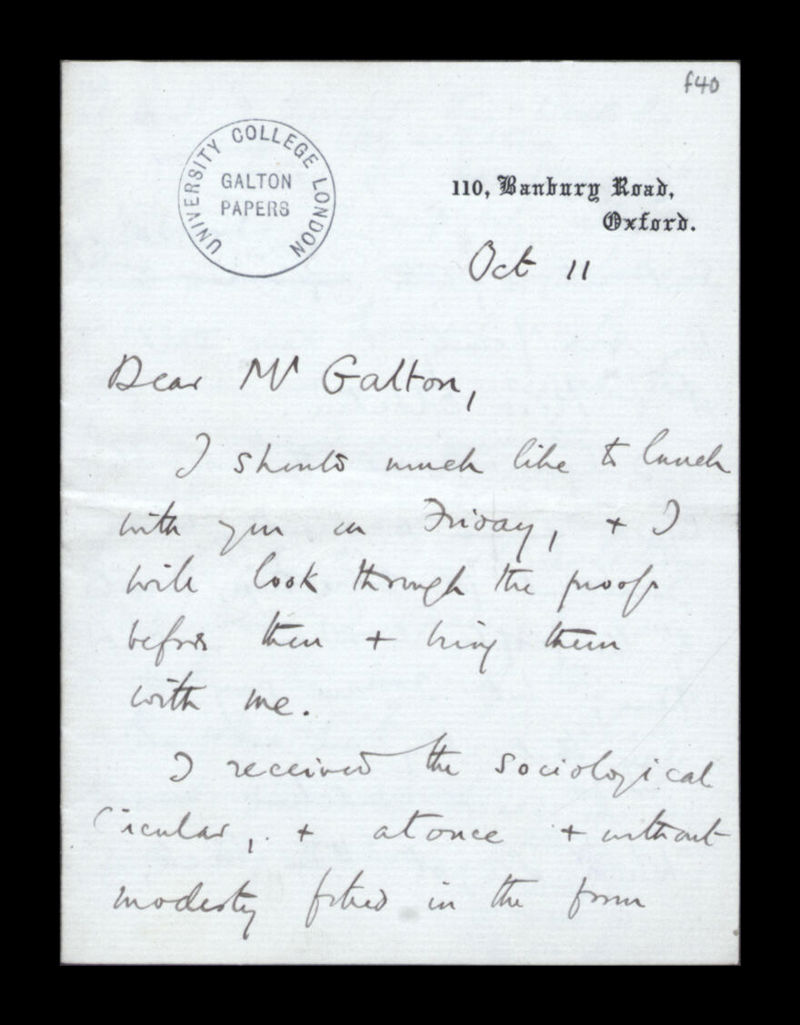 f40
UNIVERSITY COLLEGE LONDON
GALTON
PAPERS
110, Banbury Road,
Oxford.
Oct 11
Dear Mr Galton,
I should much like to lunch
with you on Friday, + I
will look through the proofs
before then + bring them
with me.
I received the Sociological
Circular, + at once + without
modesty filled in the form